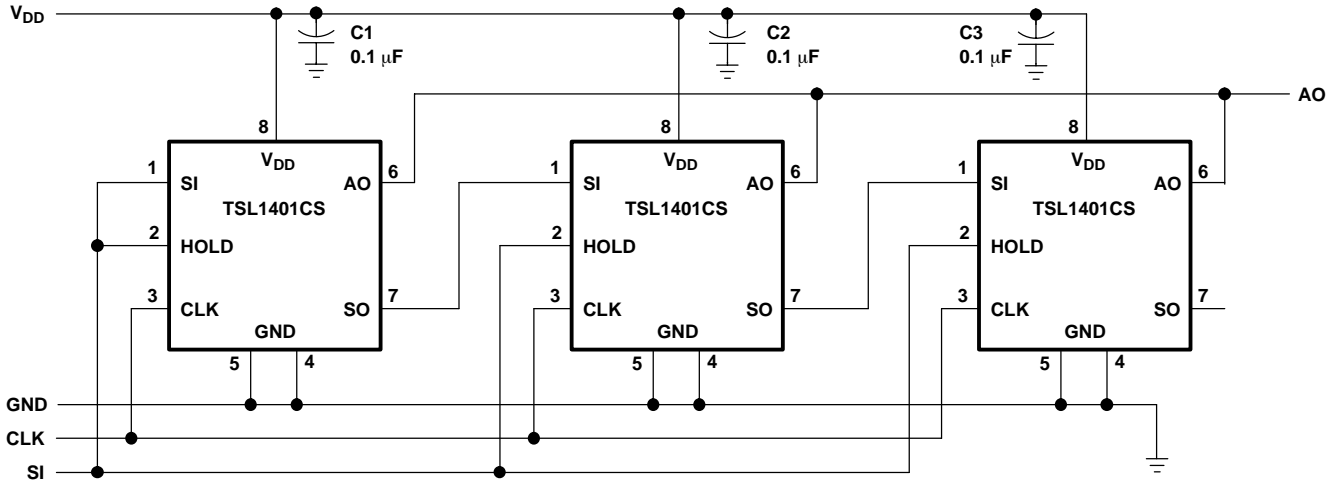 VDD
C1
0.1 μF
C2
0.1 μF
C3
0.1 μF
AO
8
8
8
VDD
VDD
VDD
1
SI
AO
6
1
SI
AO
6
1
SI
AO
6
TSL1401CS
TSL1401CS
TSL1401CS
2
HOLD
2
HOLD
2
HOLD
3
CLK
SO
7
3
CLK
SO
7
3
CLK
SO
7
GND
GND
GND
5
4
5
4
5
4
GND
CLK
SI